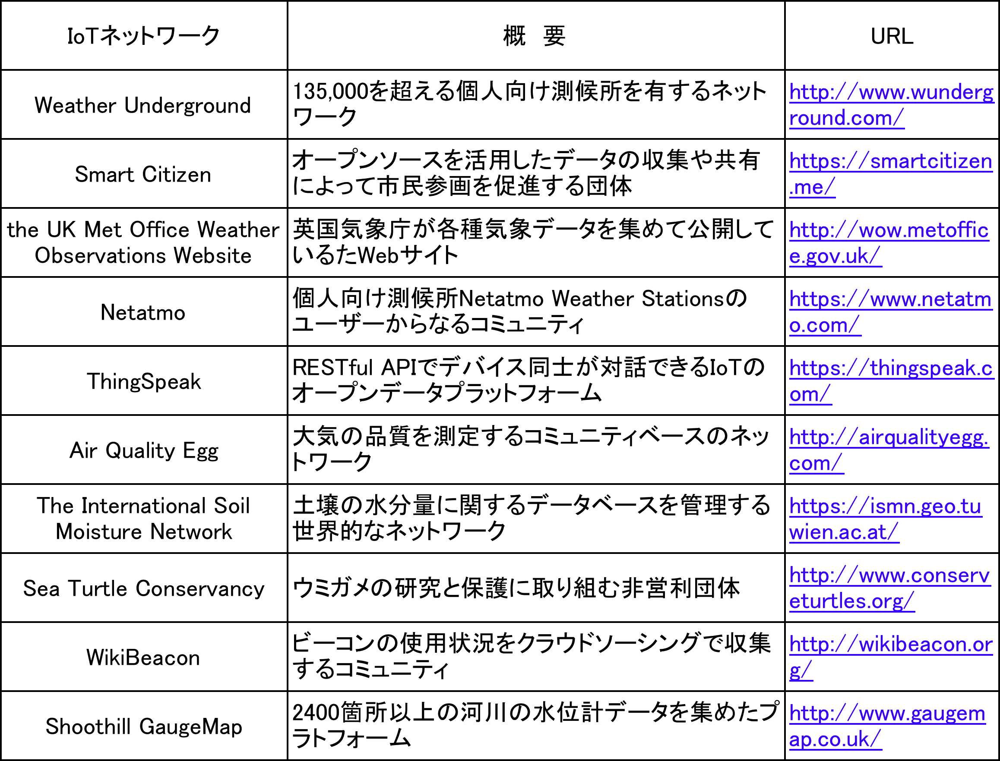 IoTネットワーク
概　要
URL
Weather Underground
135,000を超える個人向け測候所を有するネット
ワーク
http://www.wunderg
round.com/
Smart Citizen
オープンソースを活用したデータの収集や共有
によって市民参画を促進する団体
https://smartcitizen
.me/
the UK Met Office Weather
Observations Website
英国気象庁が各種気象データを集めて公開して
いるたWebサイト
http://wow.metoffic
e.gov.uk/
Netatmo
個人向け測候所Netatmo Weather Stationsの
ユーザーからなるコミュニティ
https://www.netatm
o.com/
ThingSpeak
RESTful APIでデバイス同士が対話できるIoTの
オープンデータプラットフォーム
https://thingspeak.c
om/
Air Quality Egg
大気の品質を測定するコミュニティベースのネッ
トワーク
http://airqualityegg.
com/
The International Soil
Moisture Network
土壌の水分量に関するデータベースを管理する
世界的なネットワーク
https://ismn.geo.tu
wien.ac.at/
Sea Turtle Conservancy
ウミガメの研究と保護に取り組む非営利団体
http://www.conserv
eturtles.org/
WikiBeacon
ビーコンの使用状況をクラウドソーシングで収集
するコミュニティ
http://wikibeacon.or
g/
Shoothill GaugeMap
2400箇所以上の河川の水位計データを集めたプ
ラトフォーム
http://www.gaugem
ap.co.uk/